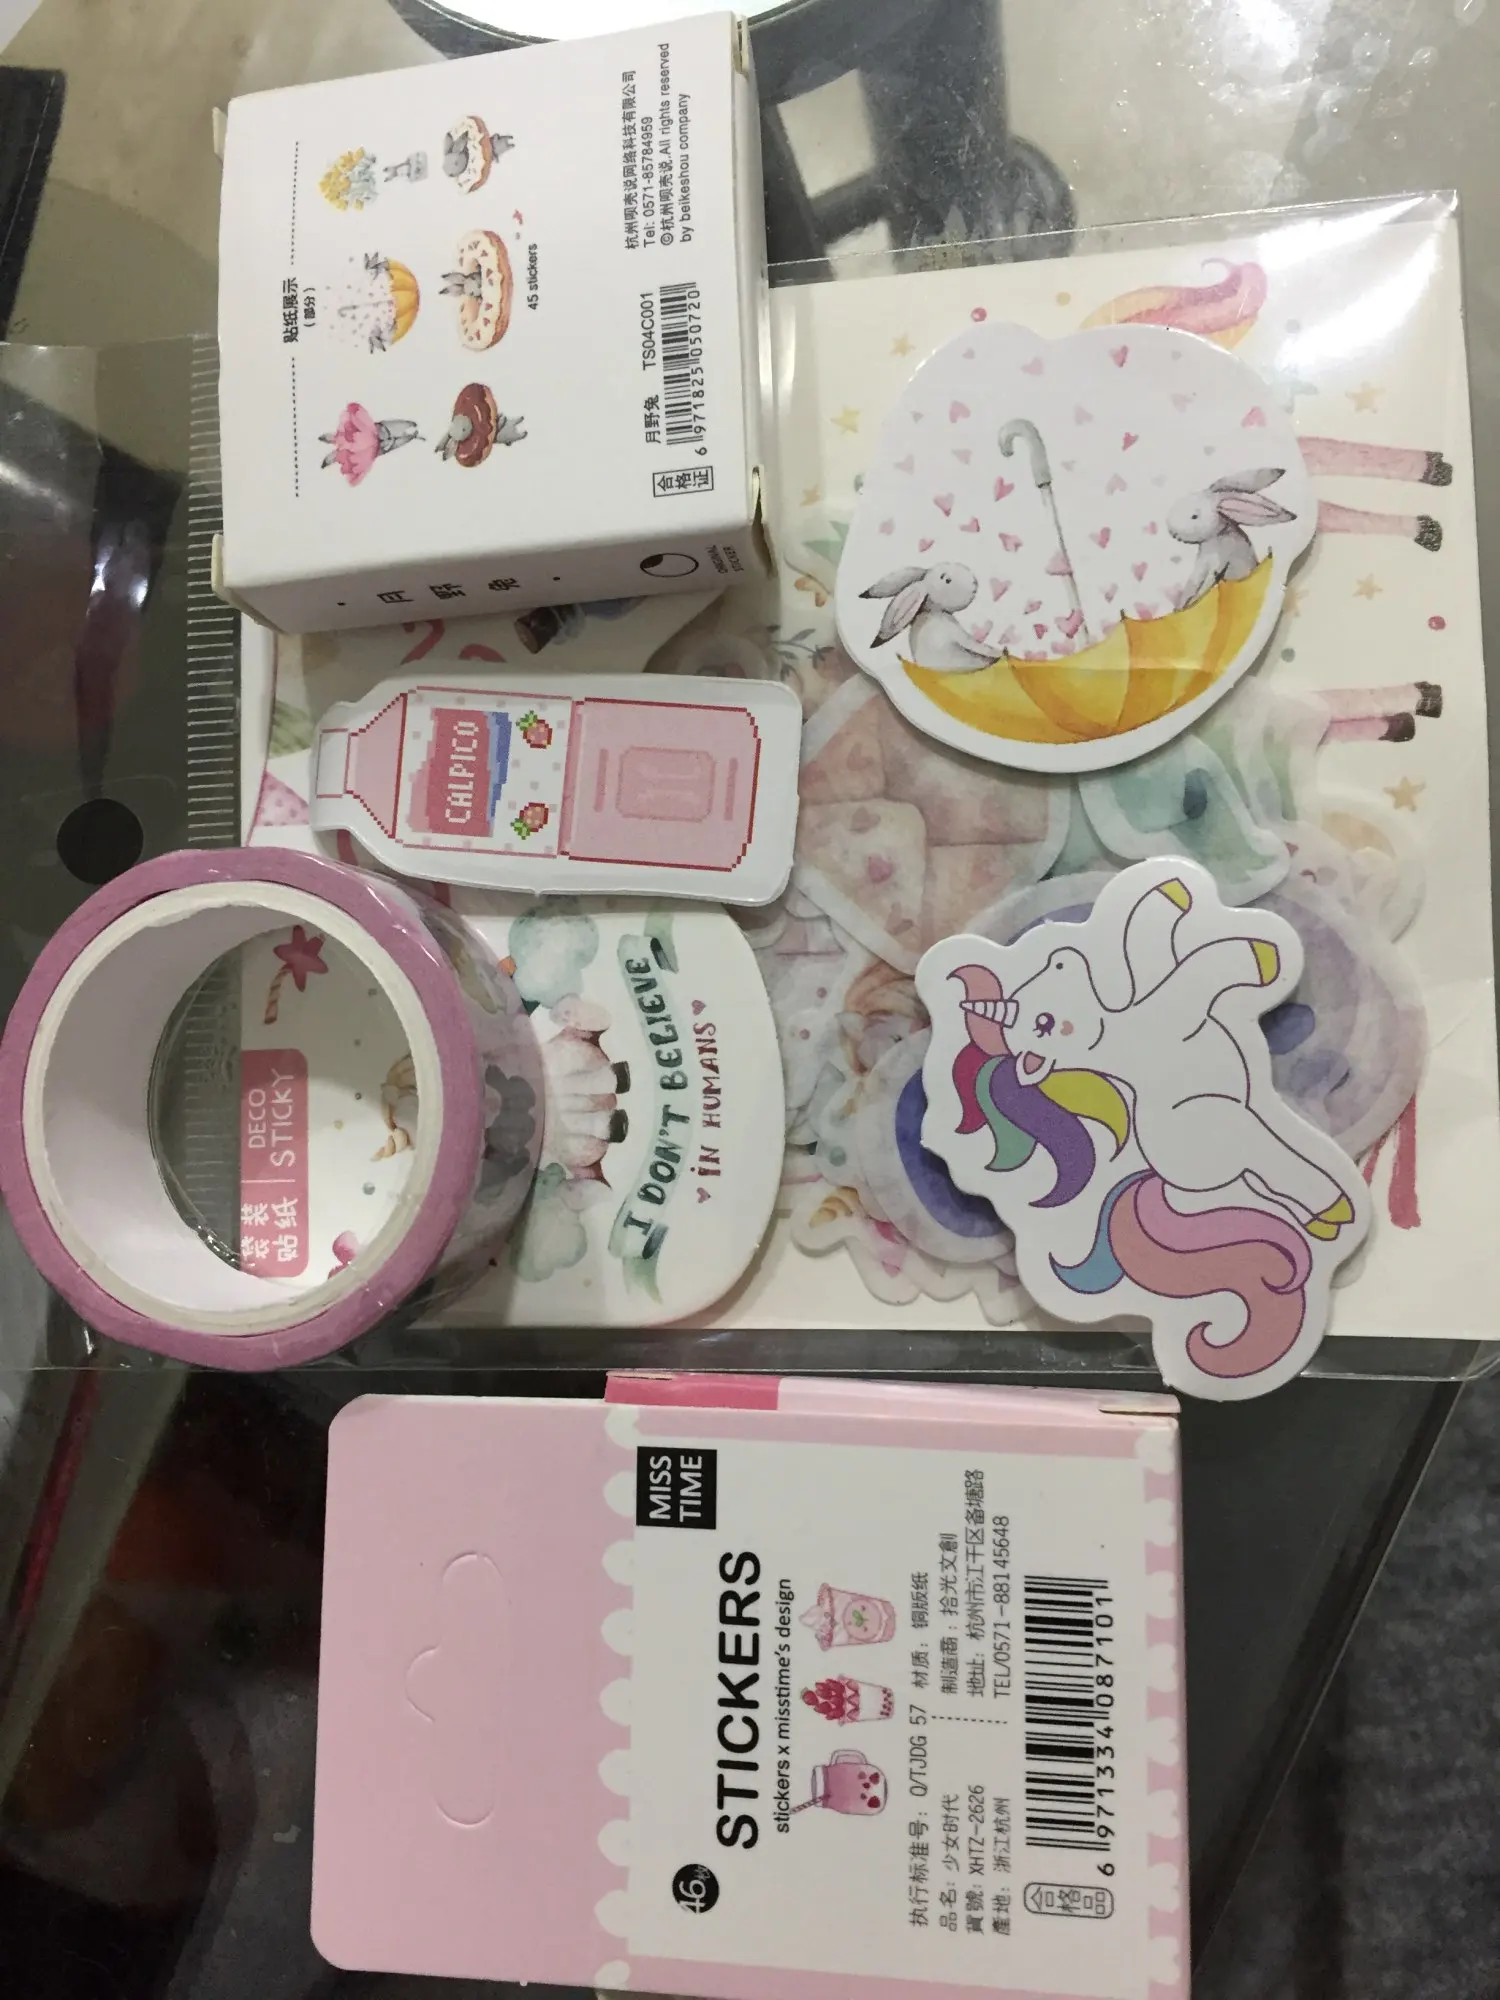 贴纸展示
（部分）
45 stickers
合格证
月野兔 TS04C001
6 971825 050720
杭州呗壳说网络科技有限公司
Tel: 0571-85784959
©杭州呗壳说.All rights reserved
by beikeshou company
· 月野兔 ·
ORIGINAL
STICKER
CALPICO
袋装
贴纸
DECO
STICKY
I DON'T BELIEVE
IN HUMANS
MISS
TIME
46枚
STICKERS
stickers x misstime's design
执行标准号: Q/TJDG 57 材质: 铜版纸
品名: 少女时代
制造商: 拾光文創
貨號: XHTZ-2626
地址: 杭州市江干区备塘路
產地: 浙江杭州
TEL/0571-88145648
合格品
6 971334 087101